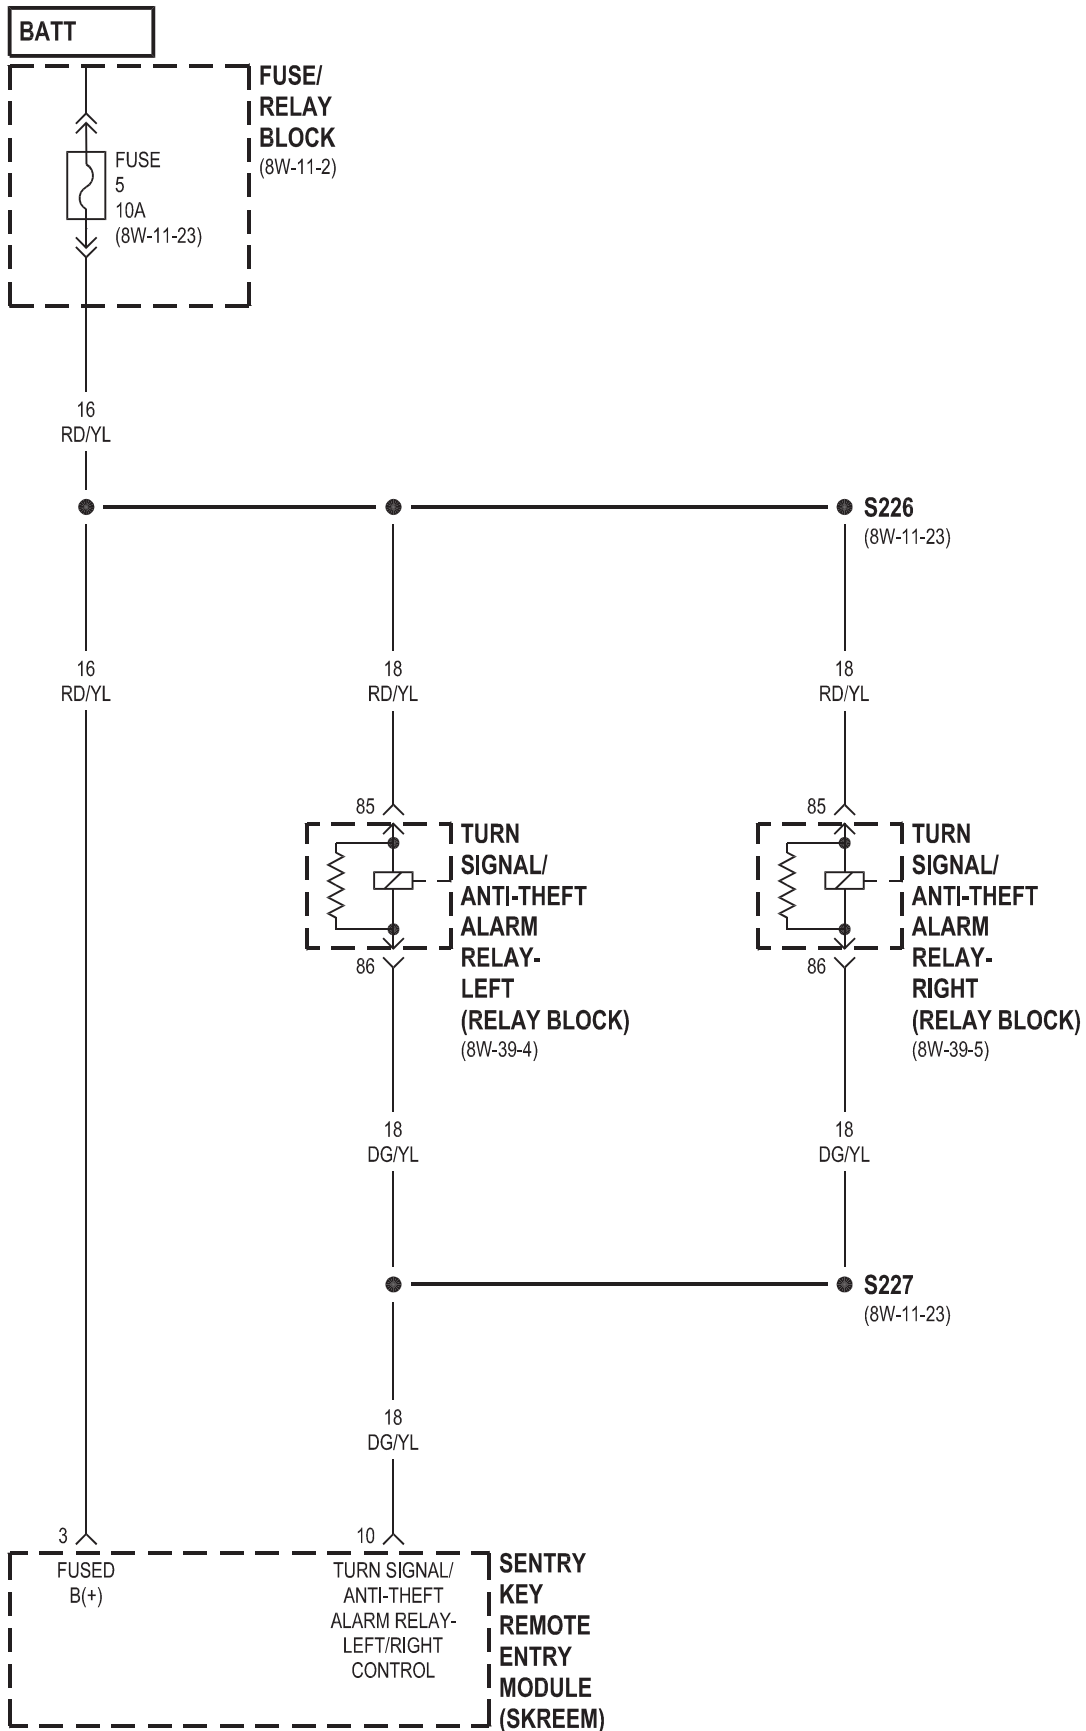 BATT
FUSE/
RELAY
BLOCK
(8W-11-2)
FUSE
5
10A
(8W-11-23)
16
RD/YL
S226
(8W-11-23)
16
RD/YL
18
RD/YL
18
RD/YL
85
TURN
SIGNAL/
ANTI-THEFT
ALARM
RELAY-
LEFT
(RELAY BLOCK)
(8W-39-4)
86
85
TURN
SIGNAL/
ANTI-THEFT
ALARM
RELAY-
RIGHT
(RELAY BLOCK)
(8W-39-5)
86
18
DG/YL
18
DG/YL
S227
(8W-11-23)
18
DG/YL
3
FUSED
B(+)
10
TURN SIGNAL/
ANTI-THEFT
ALARM RELAY-
LEFT/RIGHT
CONTROL
SENTRY
KEY
REMOTE
ENTRY
MODULE
(SKREEM)